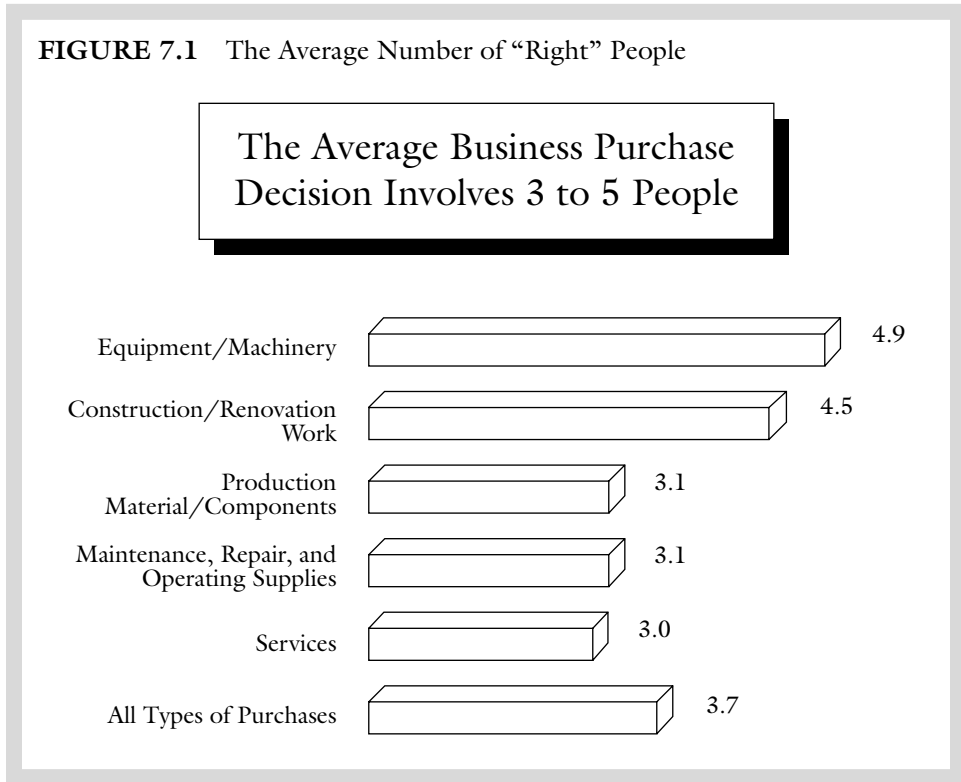 FIGURE 7.1 The Average Number of “Right” People
The Average Business Purchase
Decision Involves 3 to 5 People
Equipment/Machinery 4.9
Construction/Renovation
Work 4.5
Production
Material/Components 3.1
Maintenance, Repair, and
Operating Supplies 3.1
Services 3.0
All Types of Purchases 3.7